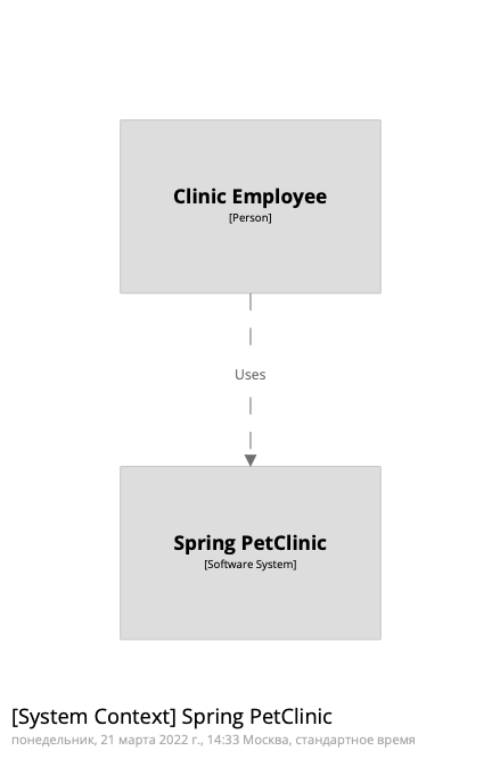 Clinic Employee
[Person]
Uses
Spring PetClinic
[Software System]
[System Context] Spring PetClinic
понедельник, 21 марта 2022 г., 14:33 Москва, стандартное время